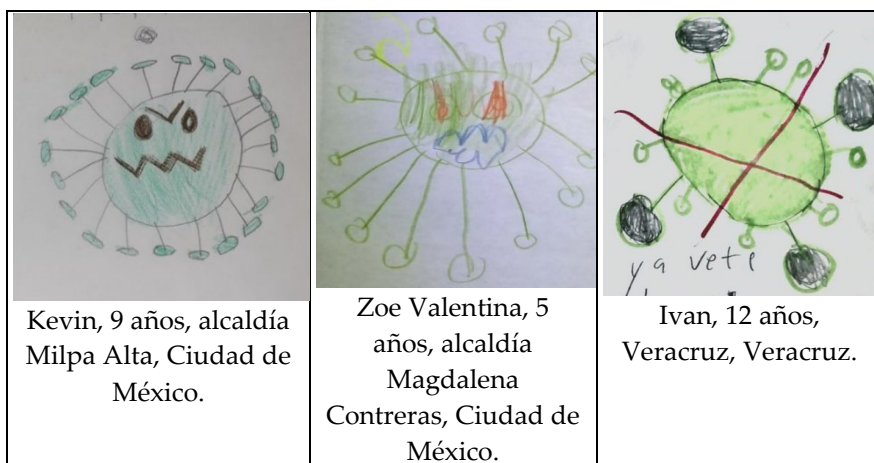 ya vete
Kevin, 9 años, alcaldía
Milpa Alta, Ciudad de
México.
Zoe Valentina, 5
años, alcaldía
Magdalena
Contreras, Ciudad de
México.
Ivan, 12 años,
Veracruz, Veracruz.